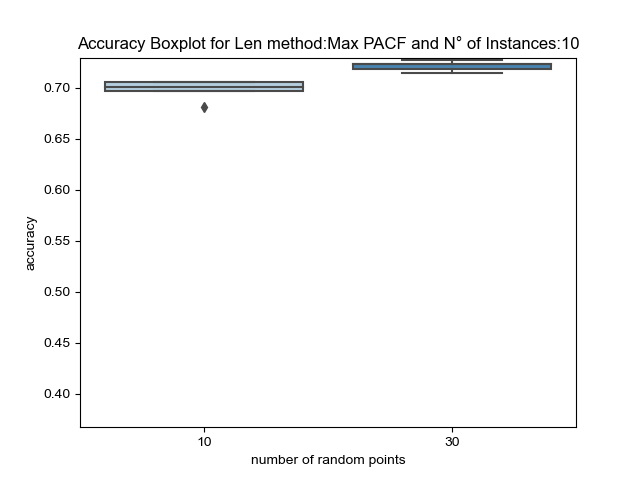 Accuracy Boxplot for Len method:Max PACF and N° of Instances:10
0.70
0.65
0.60
0.55
0.50
0.45
0.40
accuracy
10 30
number of random points